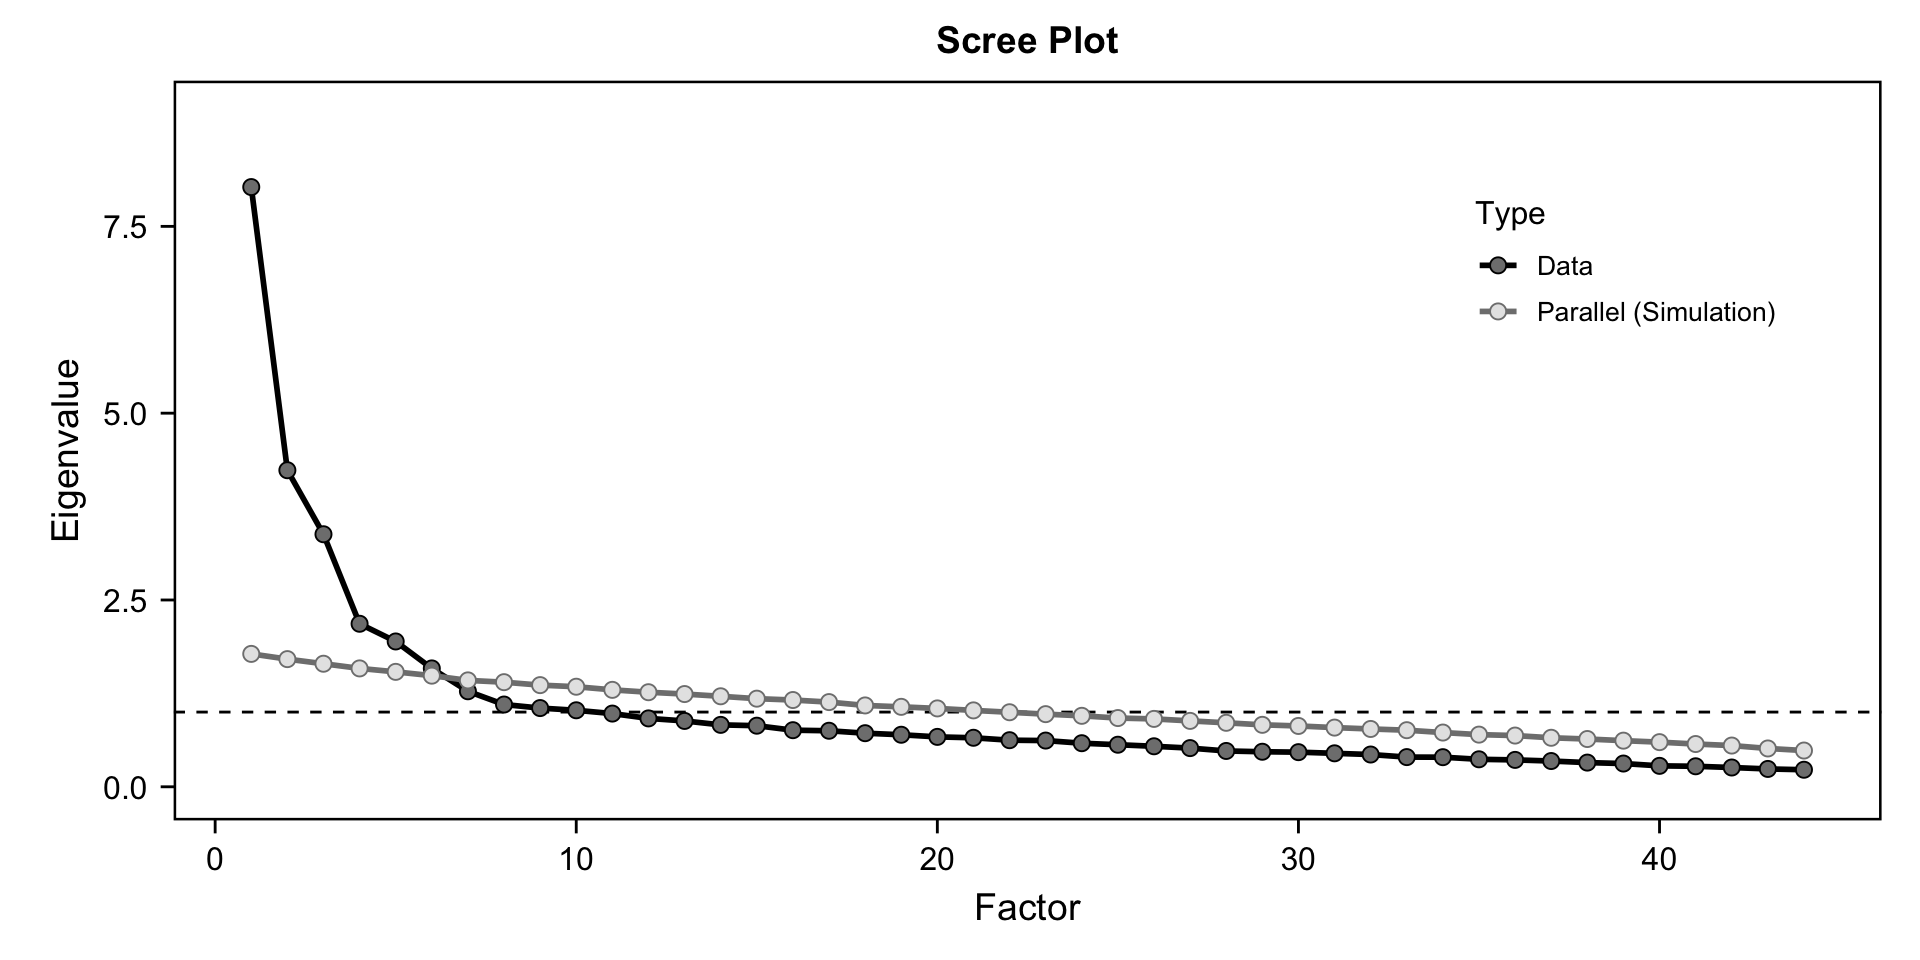 Scree Plot
Eigenvalue
7.5
5.0
2.5
0.0
Type
Data
Parallel (Simulation)
0 10 20 30 40
Factor